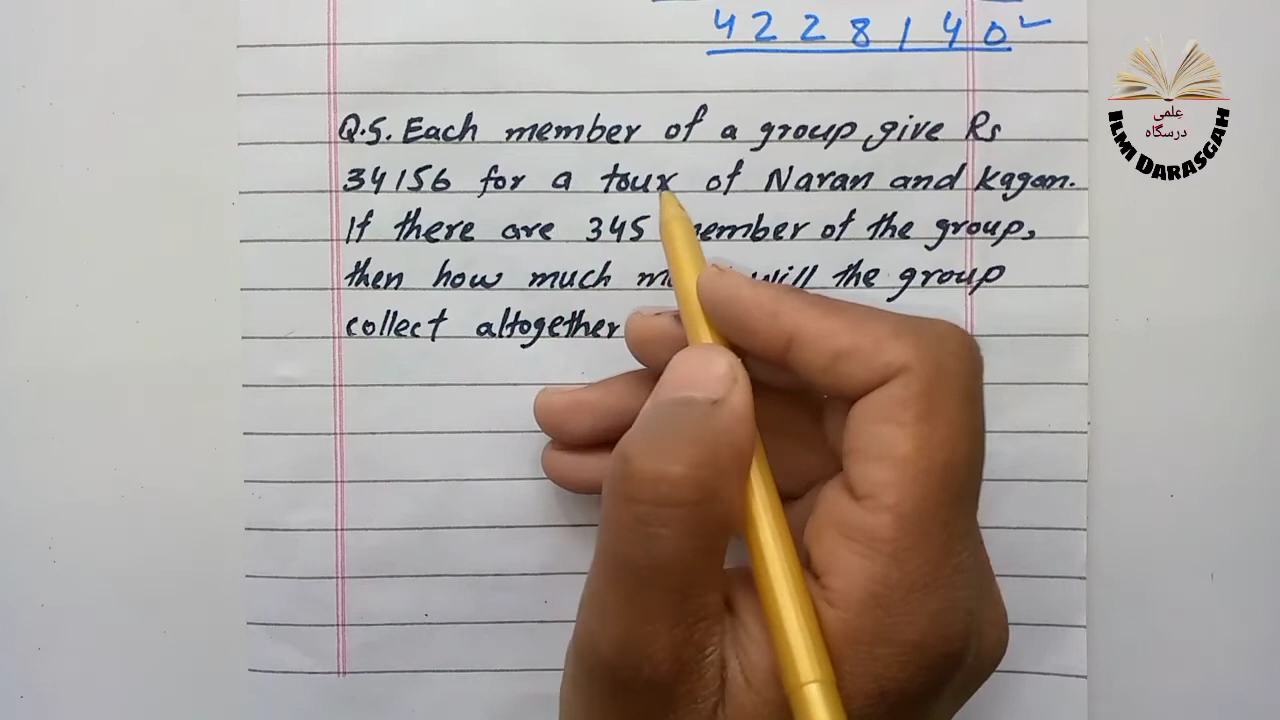 4228140
Q.5. Each member of a group give Rs
34156 for a tour of Naran and Kagan.
If there are 345 member of the group,
then how much will the group
collect altogether
علمی
درسگاہ
ILMI DARASGAH